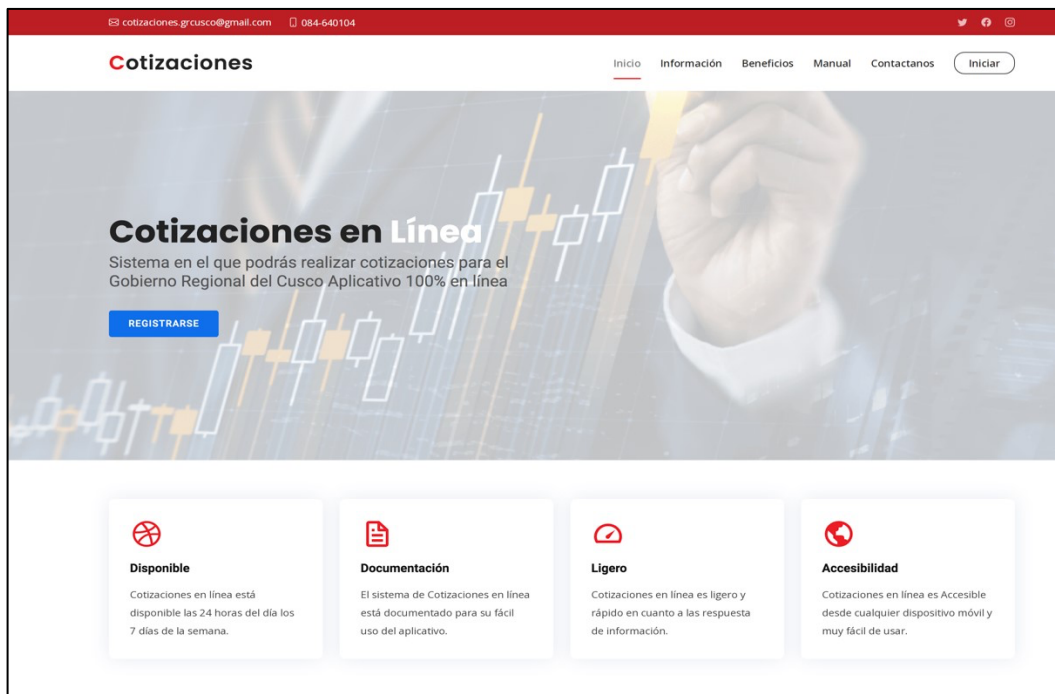 cotizaciones.grcusco@gmail.com 084-640104
Cotizaciones
Inicio Información Beneficios Manual Contactanos Iniciar
Cotizaciones en Línea
Sistema en el que podrás realizar cotizaciones para el
Gobierno Regional del Cusco Aplicativo 100% en línea
REGISTRARSE
Disponible
Cotizaciones en línea está
disponible las 24 horas del día los
7 días de la semana.
Documentación
El sistema de Cotizaciones en línea
está documentado para su fácil
uso del aplicativo.
Ligero
Cotizaciones en línea es ligero y
rápido en cuanto a las respuesta
de información.
Accesibilidad
Cotizaciones en línea es Accesible
desde cualquier dispositivo móvil y
muy fácil de usar.